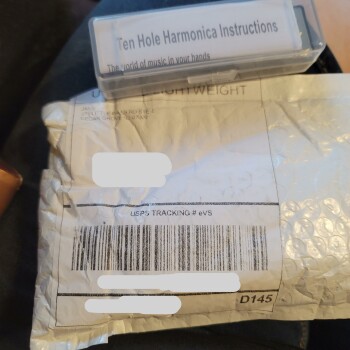 Ten Hole Harmonica Instructions
The world of music in your hands
LIGHTWEIGHT
USPS TRACKING # eVS
D145